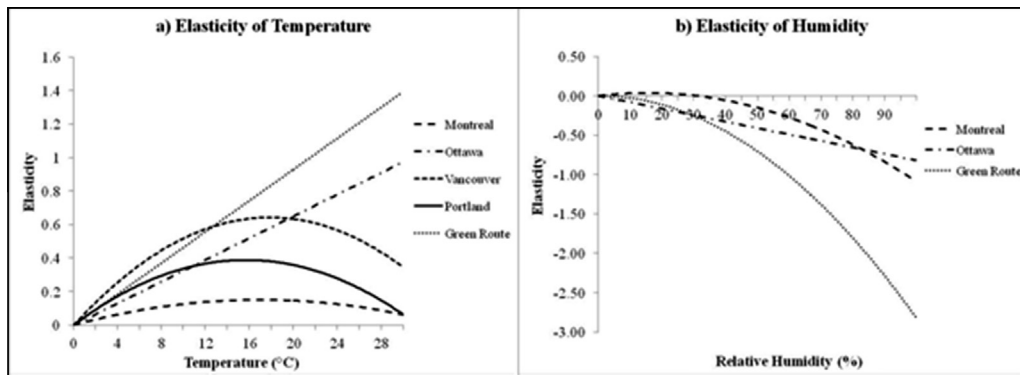 a) Elasticity of Temperature
1.6
1.4
1.2
1
0.8
0.6
0.4
0.2
0
Elasticity
0 4 8 12 16 20 24 28
Temperature (°C)
Montreal
Ottawa
Vancouver
Portland
Green Route
b) Elasticity of Humidity
0.50
0.00
-0.50
-1.00
-1.50
-2.00
-2.50
-3.00
Elasticity
0 10 20 30 40 50 60 70 80 90
Relative Humidity (%)
Montreal
Ottawa
Green Route